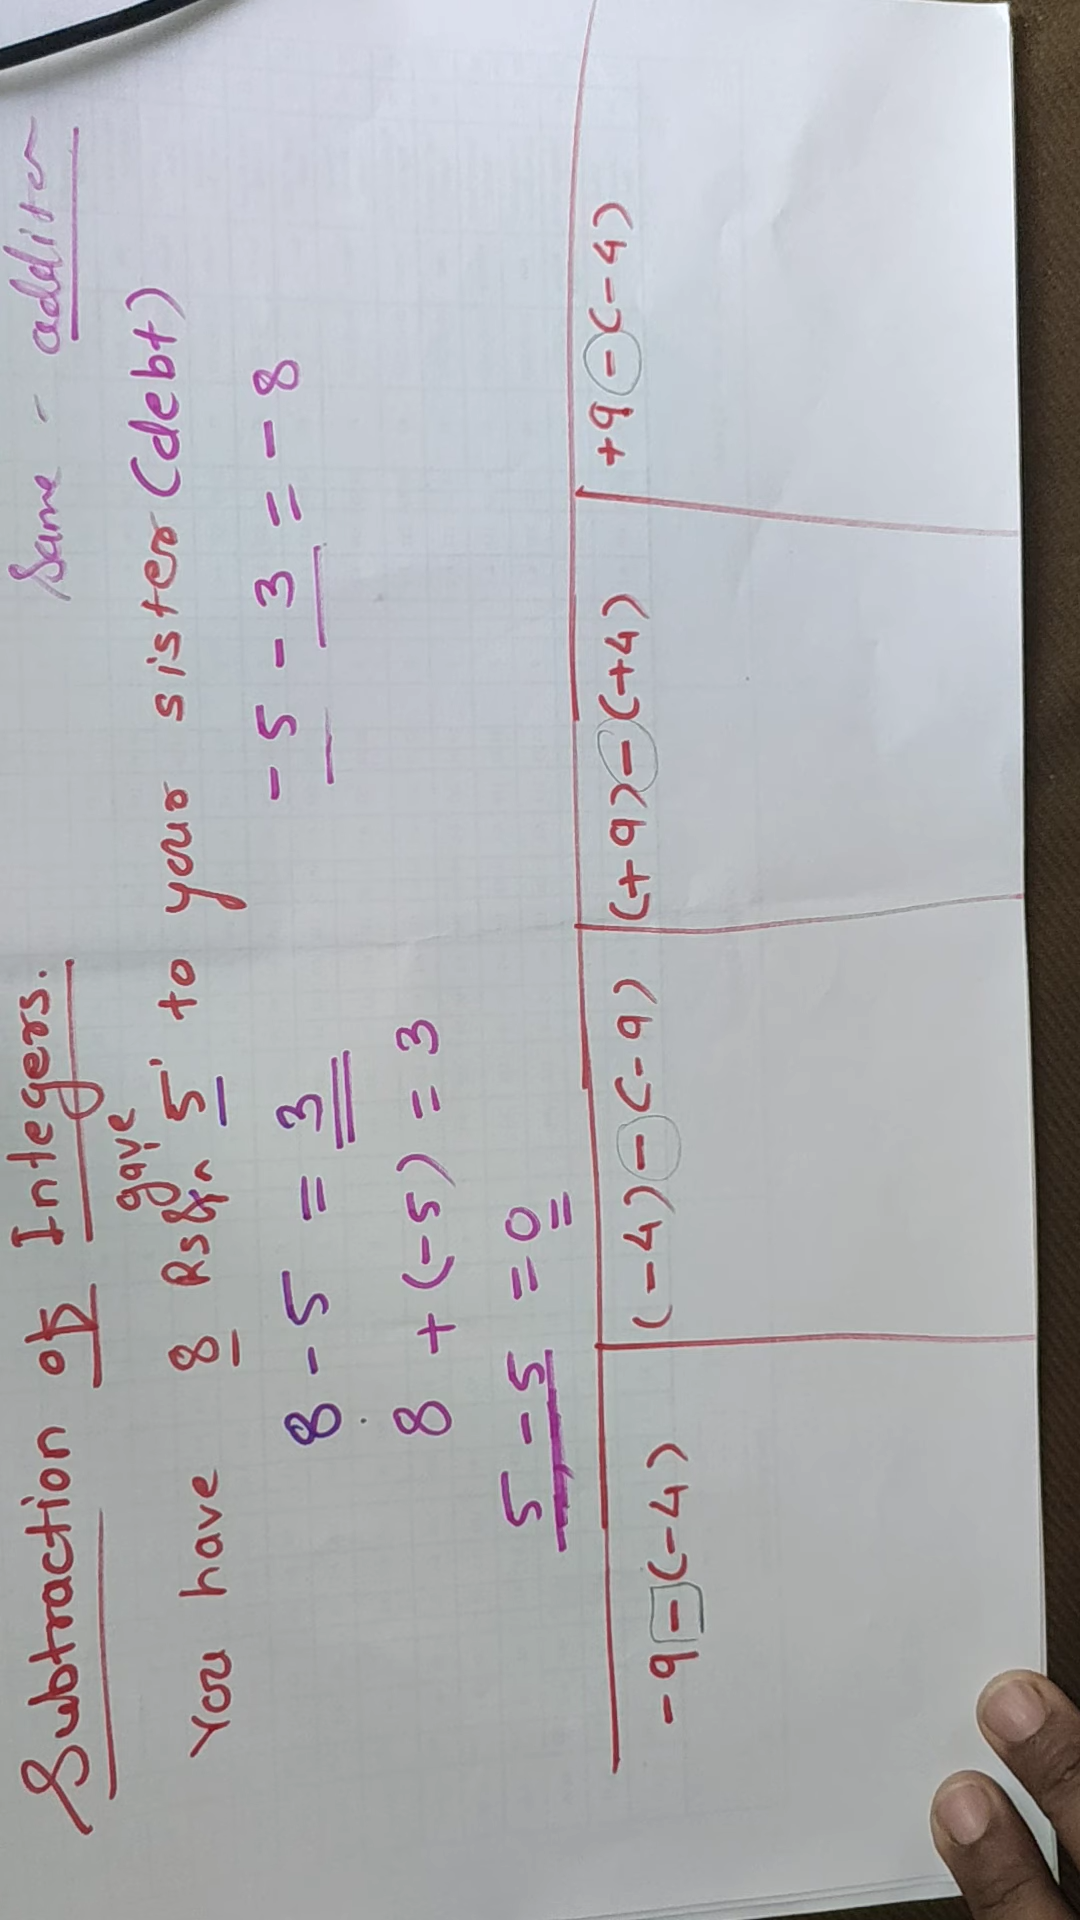 Subtraction of Integers.
Same - additon
gave
You have 8 Rs 5 to your sister (debt)
8 - 5 = 3
- 5 - 3 = - 8
8 + (-5) = 3
5 - 5 = 0
-9 - (-4)
(-4) - (-9)
(+9) - (+4)
+9 - (-4)